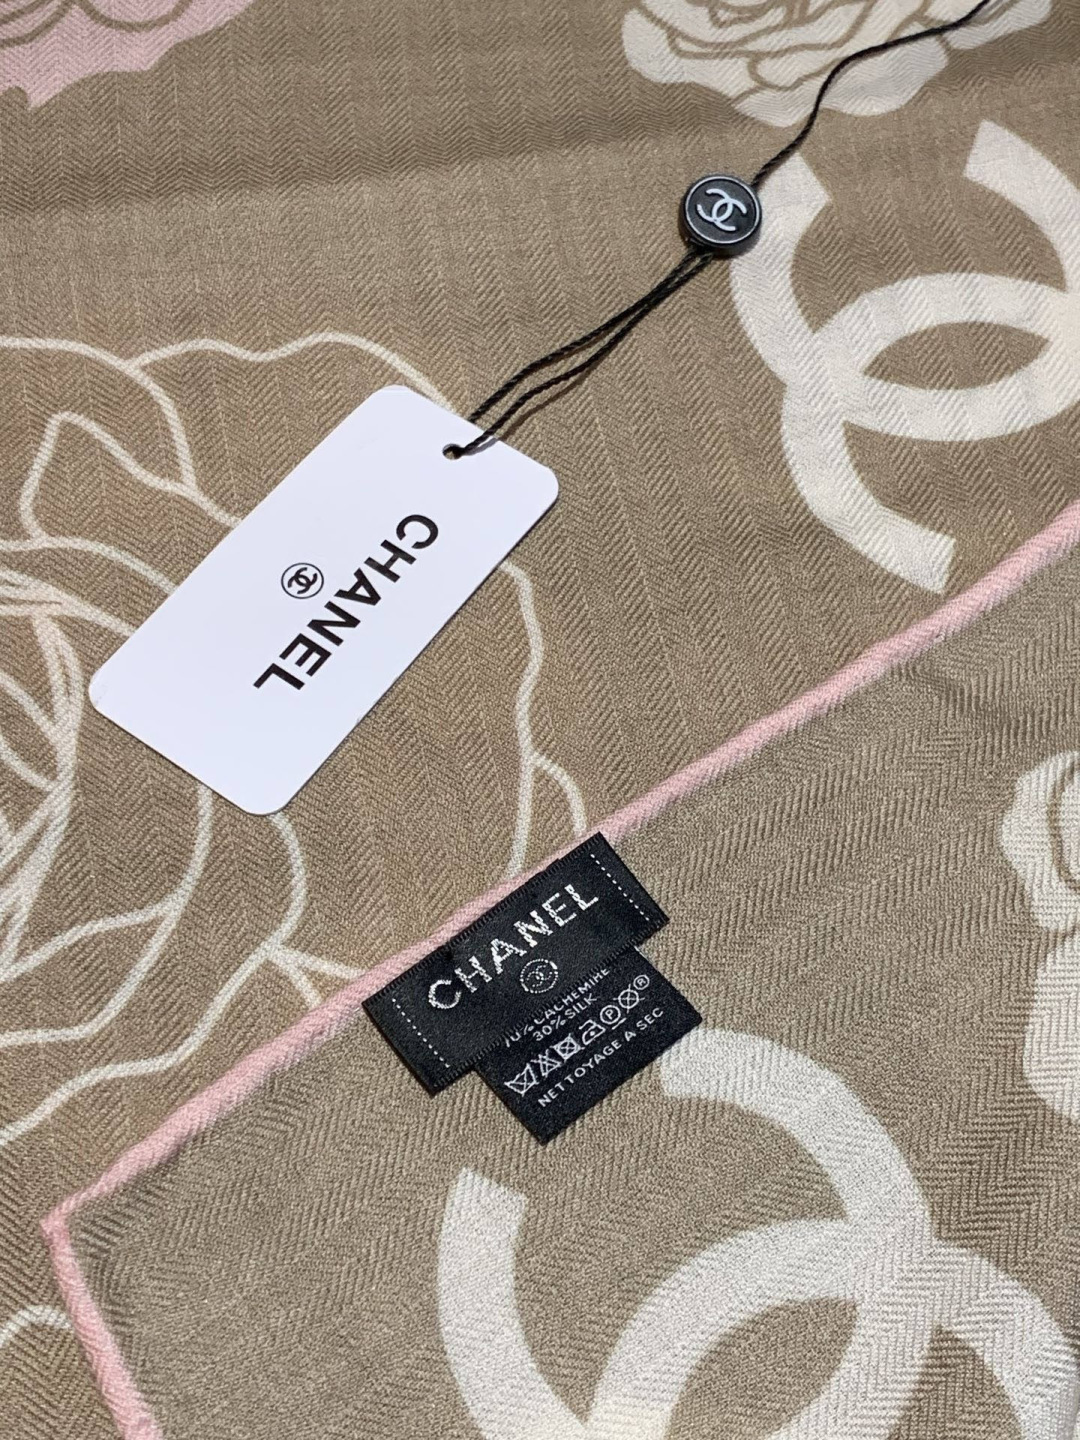 CHANEL
CHANEL
30% SILK
NETTOYAGE A SEC